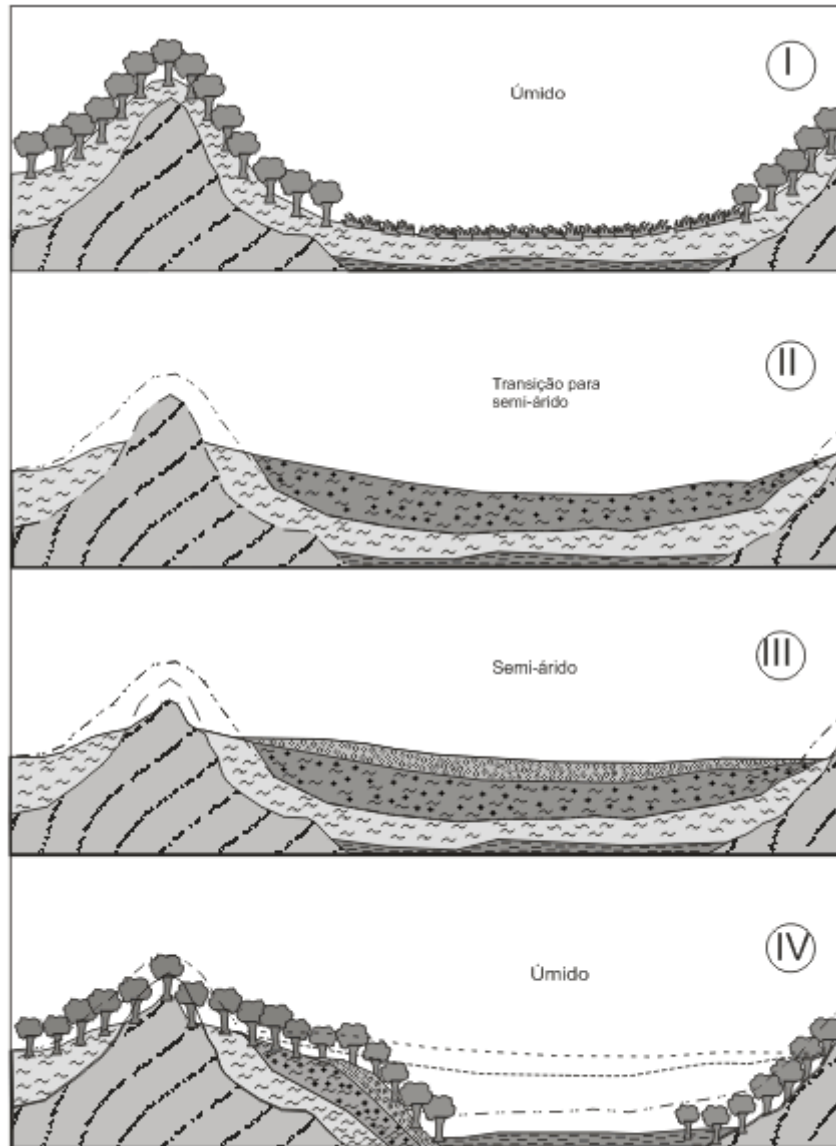 I
Úmido
II
Transição para
semi-árido
III
Semi-árido
IV
Úmido